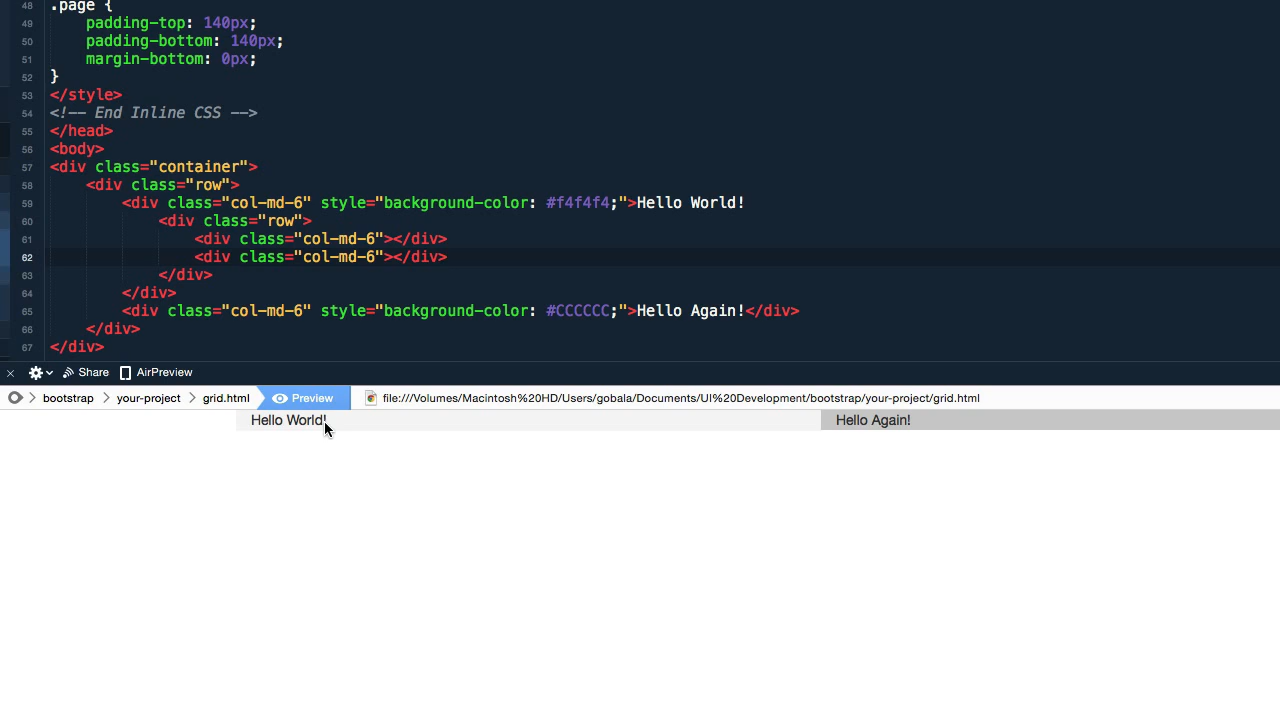 48 .page {
49 padding-top: 140px;
50 padding-bottom: 140px;
51 margin-bottom: 0px;
52 }
53 </style>
54 <!-- End Inline CSS -->
55 </head>
56 <body>
57 <div class="container">
58 <div class="row">
59 <div class="col-md-6" style="background-color: #f4f4f4;">Hello World!
60 <div class="row">
61 <div class="col-md-6"></div>
62 <div class="col-md-6"></div>
63 </div>
64 </div>
65 <div class="col-md-6" style="background-color: #CCCCCC;">Hello Again!</div>
66 </div>
67 </div>
Share AirPreview
bootstrap your-project grid.html Preview file:///Volumes/Macintosh%20HD/Users/gobala/Documents/UI%20Development/bootstrap/your-project/grid.html
Hello World! Hello Again!